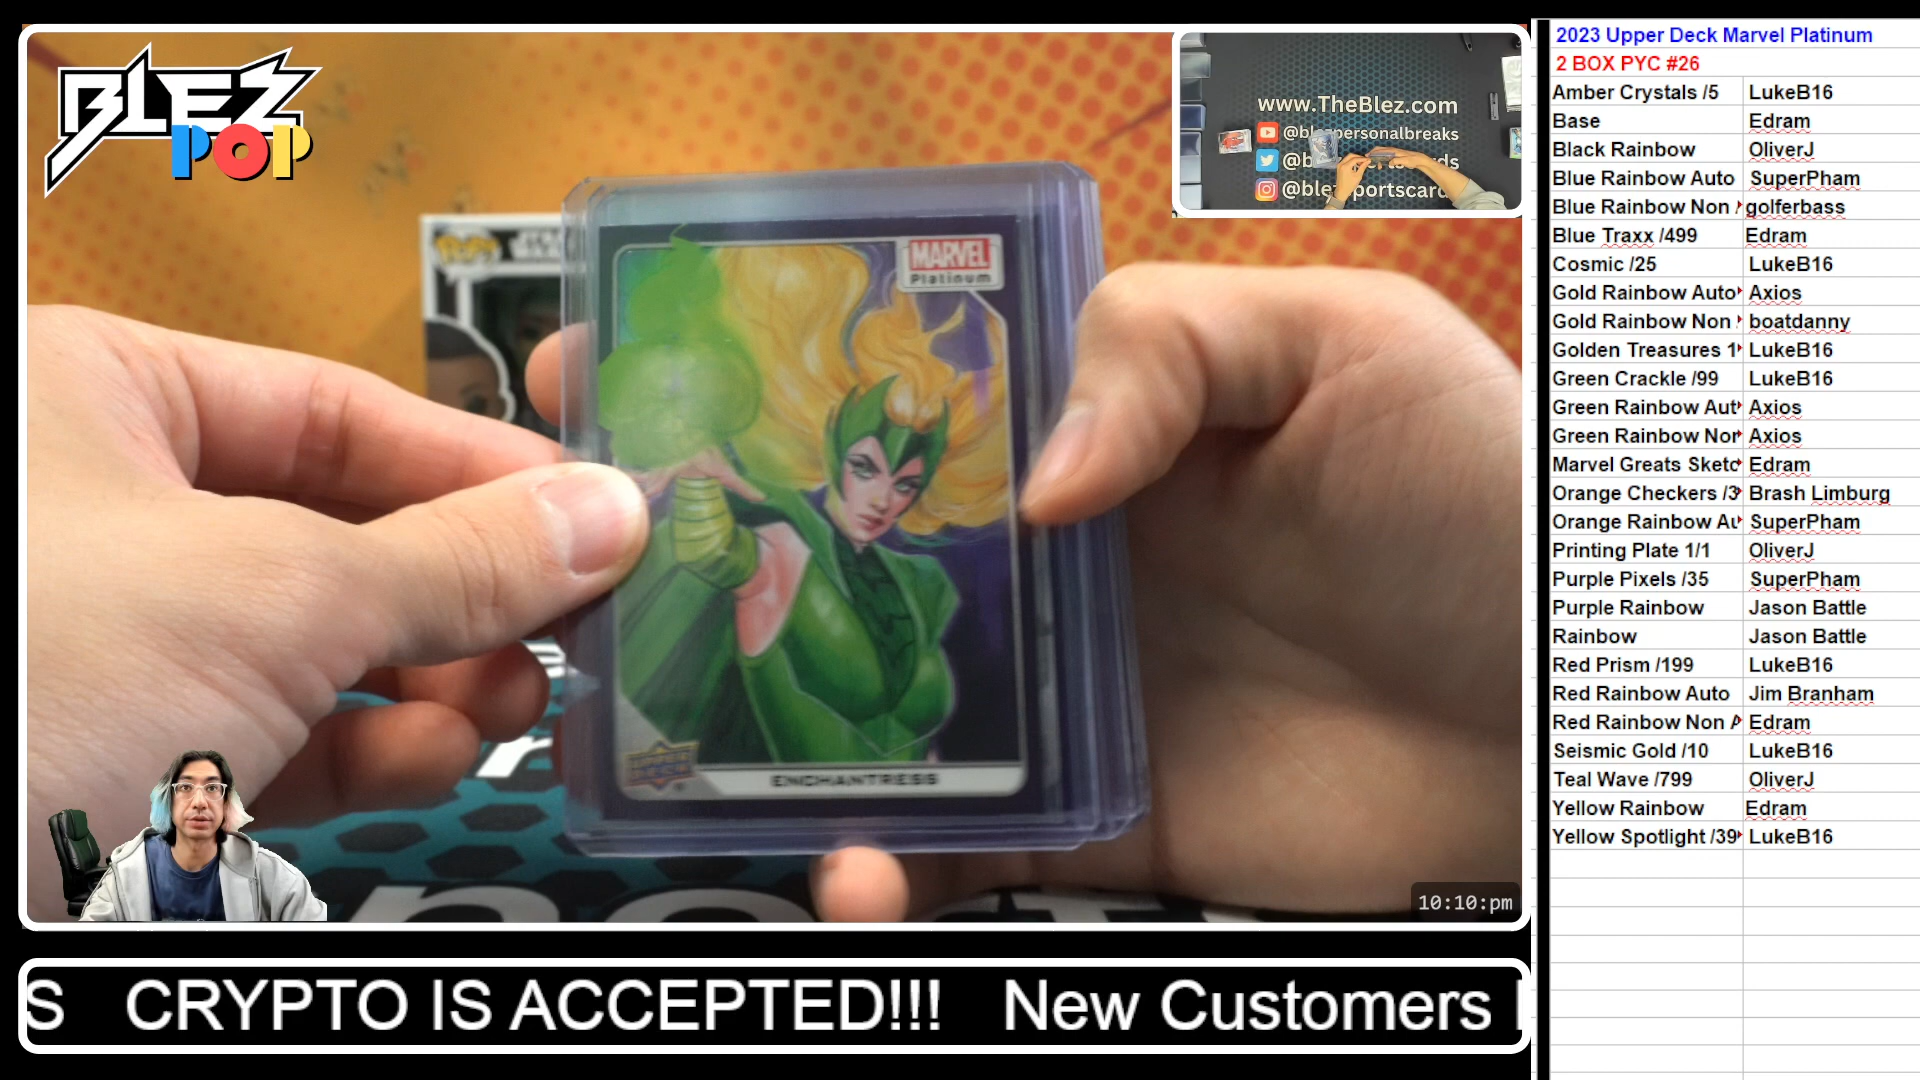 BLEZ
POP
www.TheBlez.com
MARVEL
Platinum
UPPER
DECK
ENCHANTRESS
10:10:pm
S CRYPTO IS ACCEPTED!!! New Customers
2023 Upper Deck Marvel Platinum
2 BOX PYC #26
Amber Crystals /5 LukeB16
Base Edram
Black Rainbow OliverJ
Blue Rainbow Auto SuperPham
Blue Rainbow Non golferbass
Blue Traxx /499 Edram
Cosmic /25 LukeB16
Gold Rainbow Auto Axios
Gold Rainbow Non boatdanny
Golden Treasures 1 LukeB16
Green Crackle /99 LukeB16
Green Rainbow Aut Axios
Green Rainbow Nor Axios
Marvel Greats Sketc Edram
Orange Checkers /3 Brash Limburg
Orange Rainbow Au SuperPham
Printing Plate 1/1 OliverJ
Purple Pixels /35 SuperPham
Purple Rainbow Jason Battle
Rainbow Jason Battle
Red Prism /199 LukeB16
Red Rainbow Auto Jim Branham
Red Rainbow Non A Edram
Seismic Gold /10 LukeB16
Teal Wave /799 OliverJ
Yellow Rainbow Edram
Yellow Spotlight /39 LukeB16